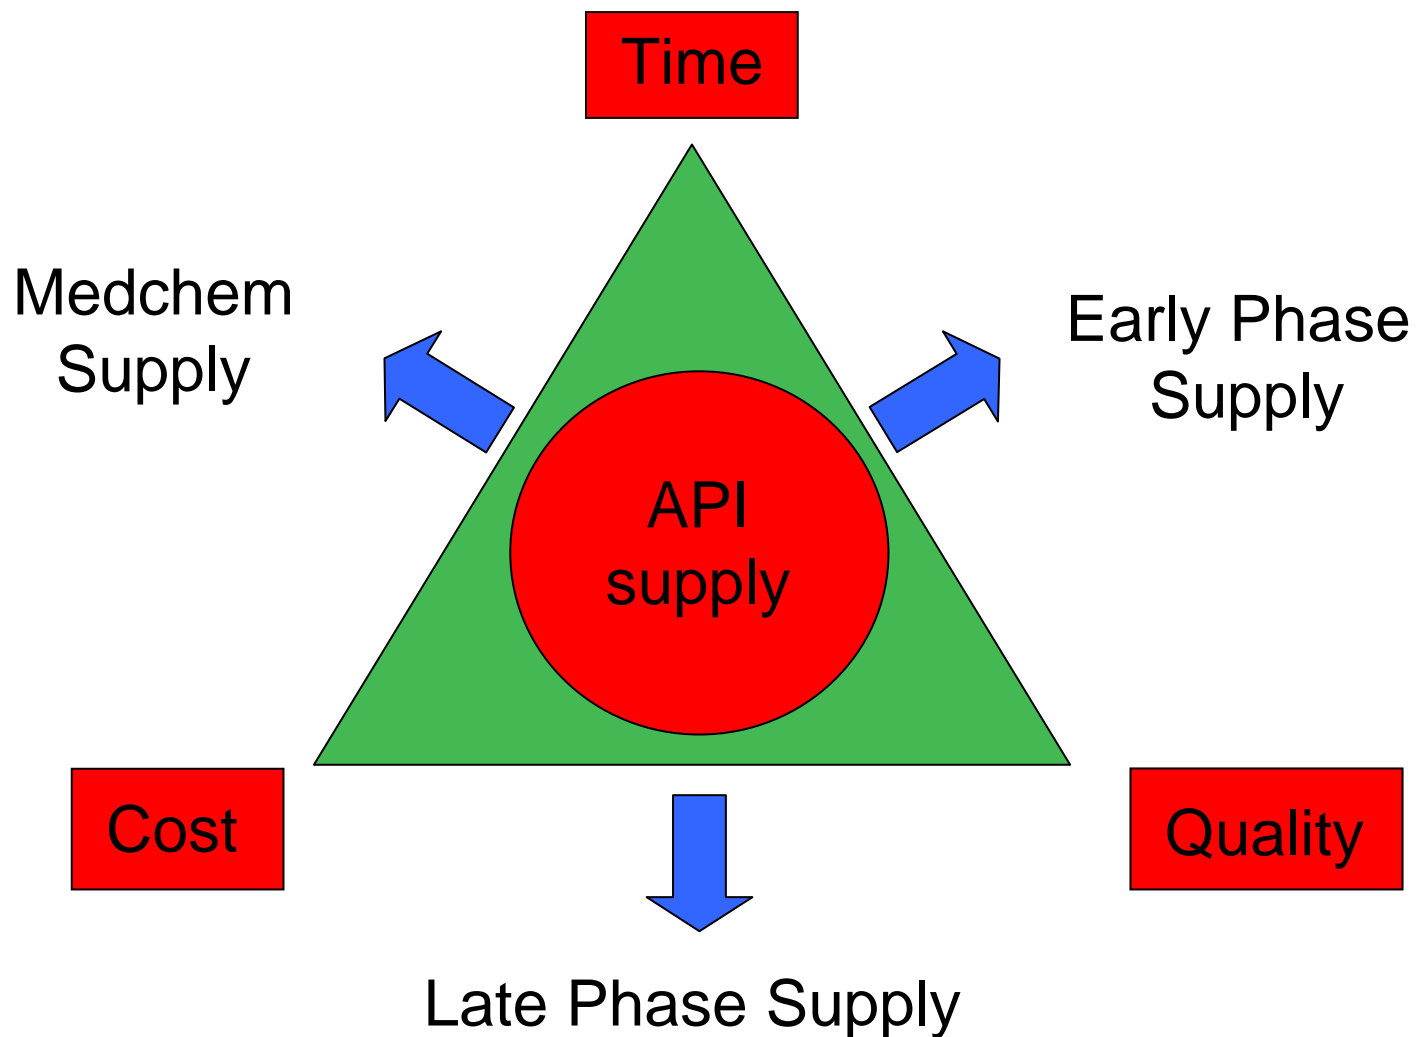 Time
Medchem
Supply
Early Phase
Supply
API
supply
Cost
Quality
Late Phase Supply